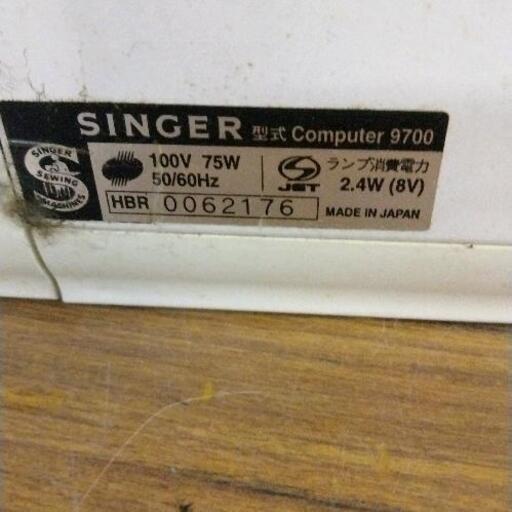 SINGER 型式 Computer 9700
SINGER
SEWING
MACHINES
100V 75W
50/60Hz
HBR 0062176
JET
ランプ消費電力
2.4W (8V)
MADE IN JAPAN